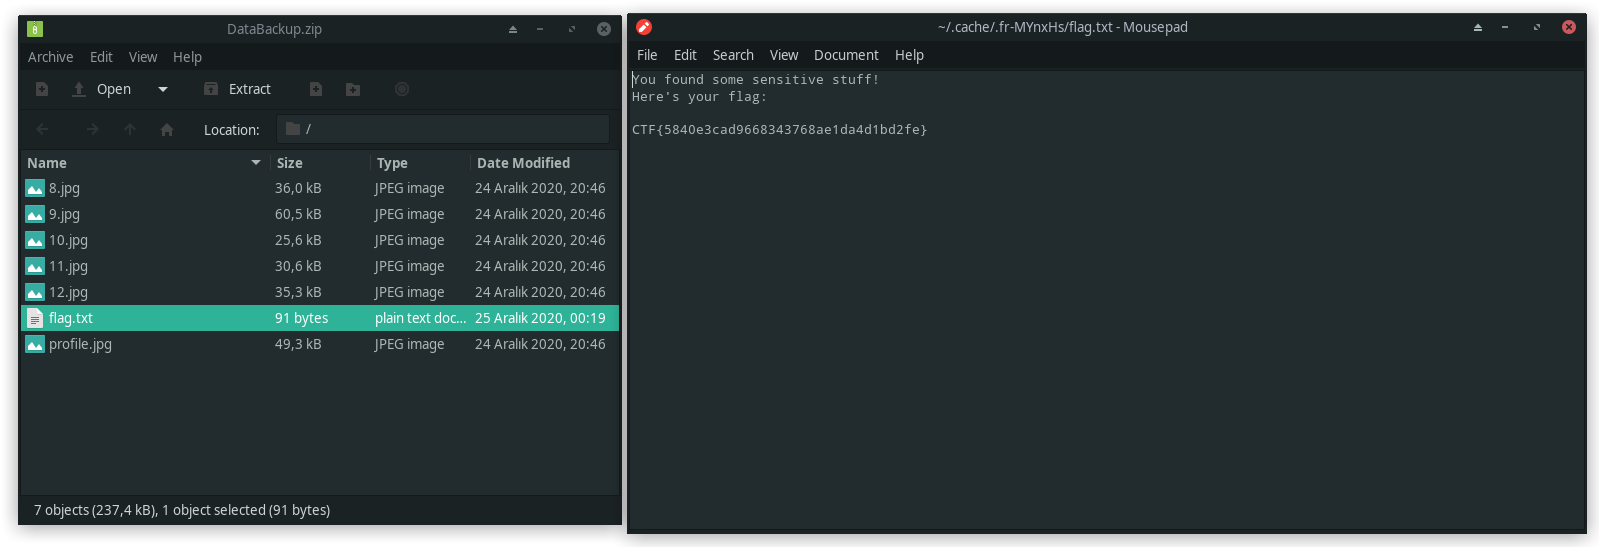 DataBackup.zip
Archive Edit View Help
Open Extract
Location: /
Name Size Type Date Modified
8.jpg 36,0 kB JPEG image 24 Aralık 2020, 20:46
9.jpg 60,5 kB JPEG image 24 Aralık 2020, 20:46
10.jpg 25,6 kB JPEG image 24 Aralık 2020, 20:46
11.jpg 30,6 kB JPEG image 24 Aralık 2020, 20:46
12.jpg 35,3 kB JPEG image 24 Aralık 2020, 20:46
flag.txt 91 bytes plain text doc... 25 Aralık 2020, 00:19
profile.jpg 49,3 kB JPEG image 24 Aralık 2020, 20:46
7 objects (237,4 kB), 1 object selected (91 bytes)
~/.cache/.fr-MYnxHs/flag.txt - Mousepad
File Edit Search View Document Help
You found some sensitive stuff!
Here's your flag:
CTF{5840e3cad9668343768ae1da4d1bd2fe}